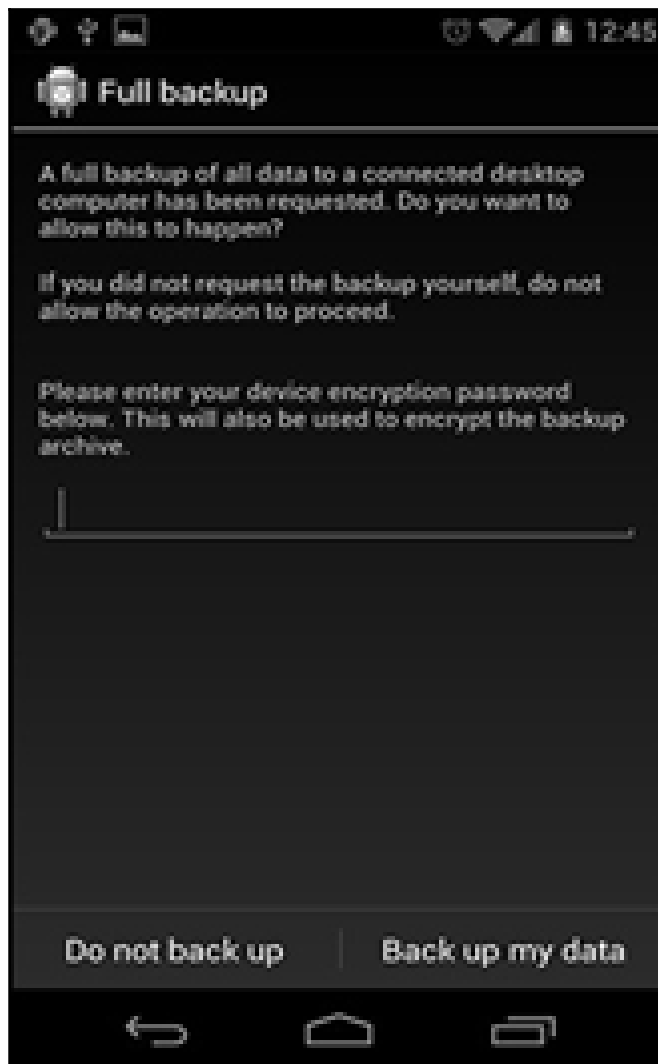 12:45
Full backup
A full backup of all data to a connected desktop
computer has been requested. Do you want to
allow this to happen?
If you did not request the backup yourself, do not
allow the operation to proceed.
Please enter your device encryption password
below. This will also be used to encrypt the backup
archive.
Do not back up
Back up my data